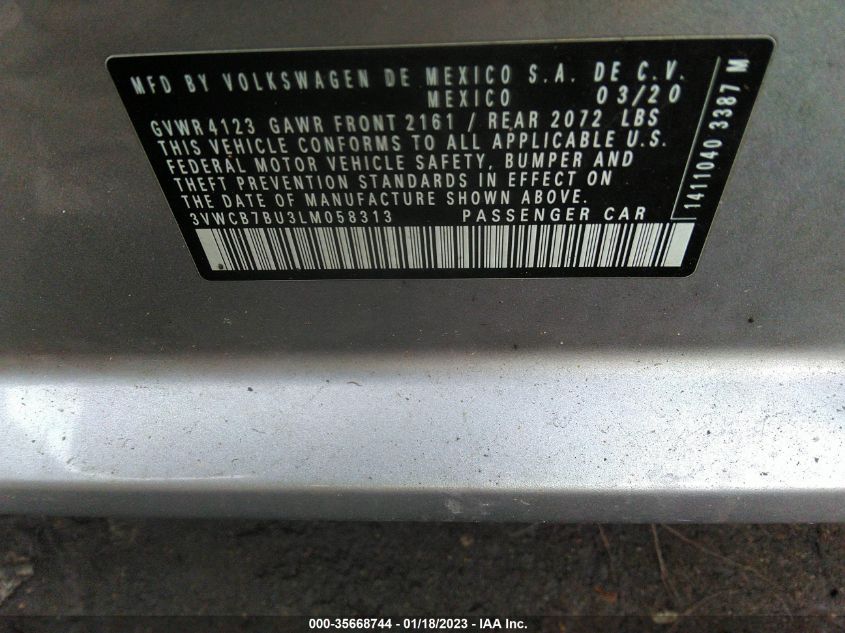 MFD BY VOLKSWAGEN DE MEXICO S.A. DE C.V.
MEXICO 03/20
GVWR 4123 GAWR FRONT 2161 / REAR 2072 LBS
THIS VEHICLE CONFORMS TO ALL APPLICABLE U.S.
FEDERAL MOTOR VEHICLE SAFETY, BUMPER AND
THEFT PREVENTION STANDARDS IN EFFECT ON
THE DATE OF MANUFACTURE SHOWN ABOVE.
3VWCB7BU3LM058313 PASSENGER CAR
1411040 3387 M
000-35668744 - 01/18/2023 - IAA Inc.